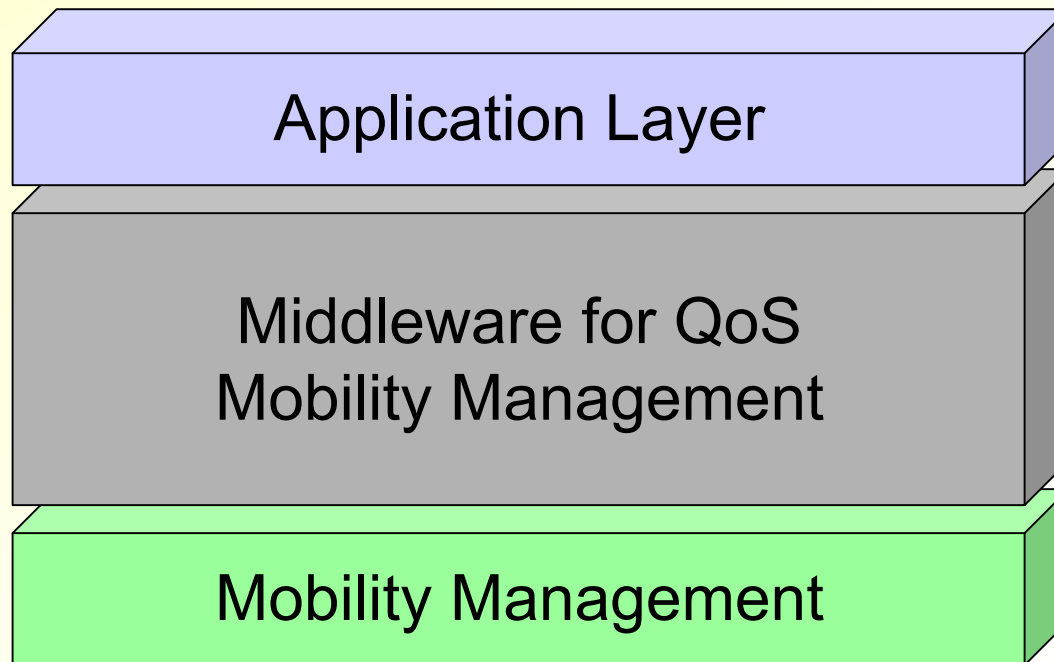 Application Layer
Middleware for QoS
Mobility Management
Mobility Management